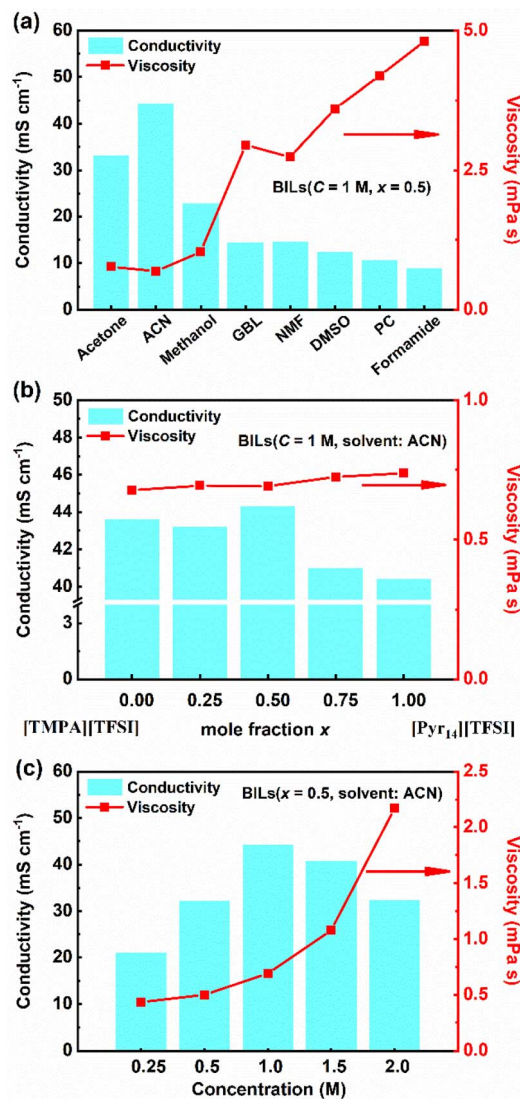 (a)
Conductivity
Viscosity
BILs(C = 1 M, x = 0.5)
Conductivity (mS cm⁻¹)
60
50
40
30
20
10
0
Viscosity (mPa s)
5.0
2.5
0.0
Acetone
ACN
Methanol
GBL
NMF
DMSO
PC
Formamide
(b)
Conductivity
Viscosity
BILs(C = 1 M, solvent: ACN)
Conductivity (mS cm⁻¹)
50
48
46
44
42
40
3
0
Viscosity (mPa s)
1.0
0.5
0.0
0.00 0.25 0.50 0.75 1.00
[TMPA][TFSI] mole fraction x [Pyr₁₄][TFSI]
(c)
Conductivity
Viscosity
BILs(x = 0.5, solvent: ACN)
Conductivity (mS cm⁻¹)
60
50
40
30
20
10
0
Viscosity (mPa s)
2.5
2.0
1.5
1.0
0.5
0.0
0.25 0.5 1.0 1.5 2.0
Concentration (M)